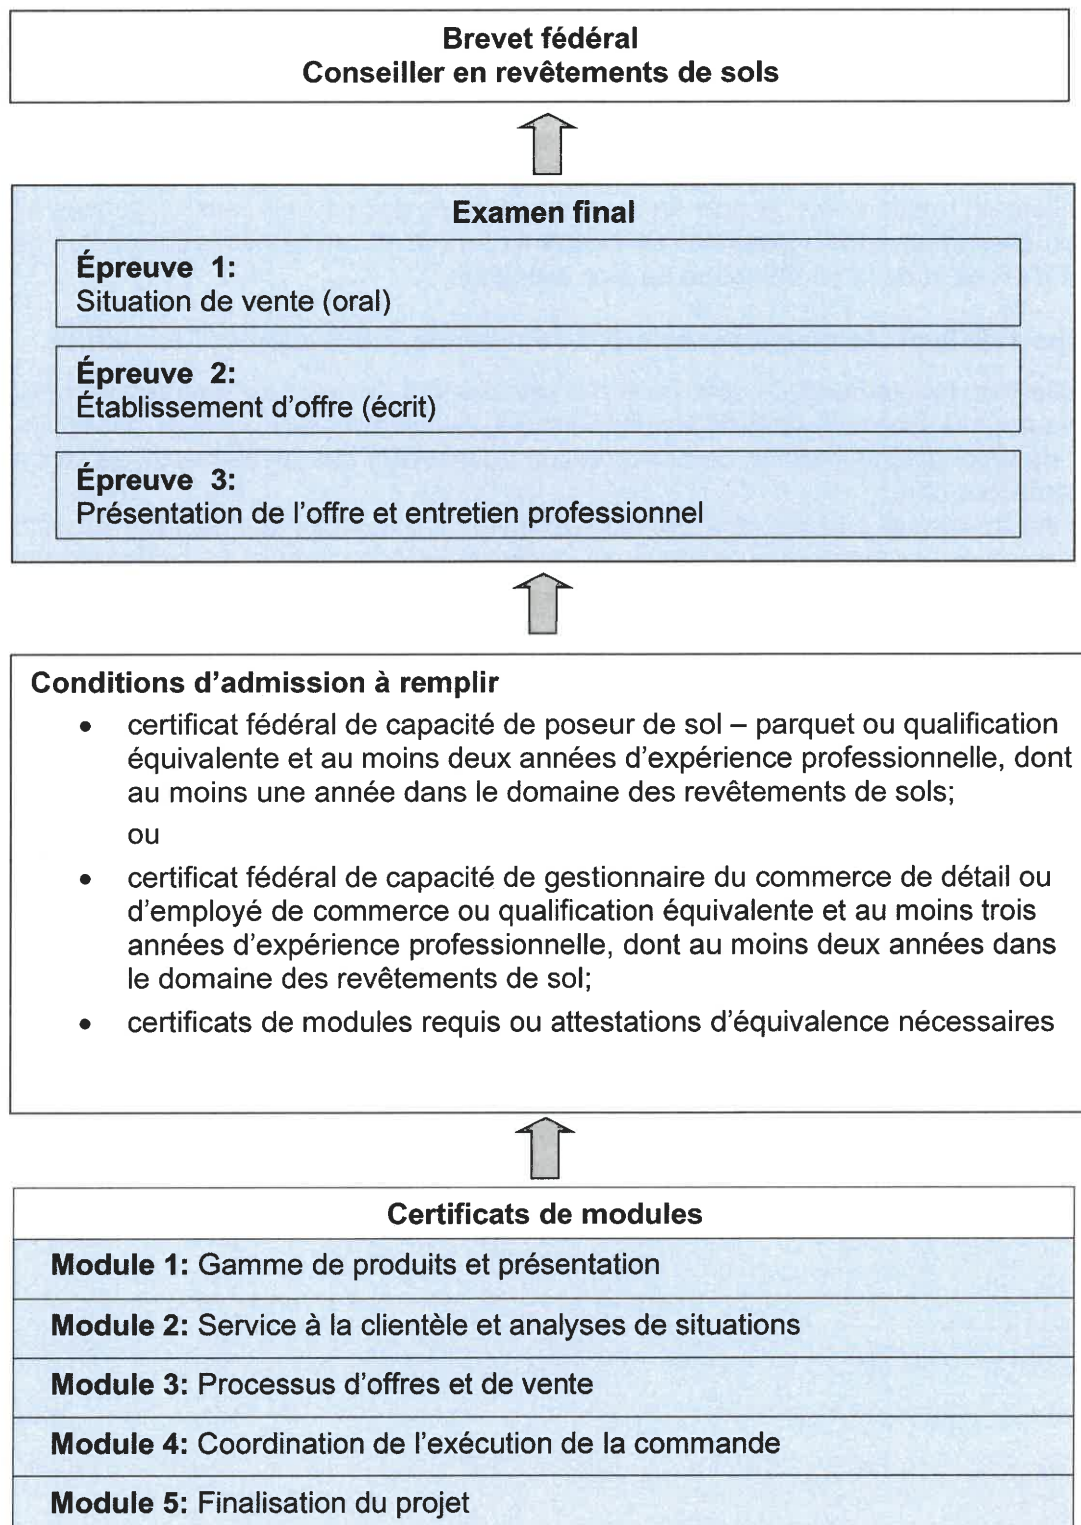 Brevet fédéral
Conseiller en revêtements de sols
Examen final
Épreuve 1:
Situation de vente (oral)
Épreuve 2:
Établissement d'offre (écrit)
Épreuve 3:
Présentation de l'offre et entretien professionnel
Conditions d'admission à remplir
• certificat fédéral de capacité de poseur de sol – parquet ou qualification
équivalente et au moins deux années d'expérience professionnelle, dont
au moins une année dans le domaine des revêtements de sols;
ou
• certificat fédéral de capacité de gestionnaire du commerce de détail ou
d'employé de commerce ou qualification équivalente et au moins trois
années d'expérience professionnelle, dont au moins deux années dans
le domaine des revêtements de sol;
• certificats de modules requis ou attestations d'équivalence nécessaires
Certificats de modules
Module 1: Gamme de produits et présentation
Module 2: Service à la clientèle et analyses de situations
Module 3: Processus d'offres et de vente
Module 4: Coordination de l'exécution de la commande
Module 5: Finalisation du projet